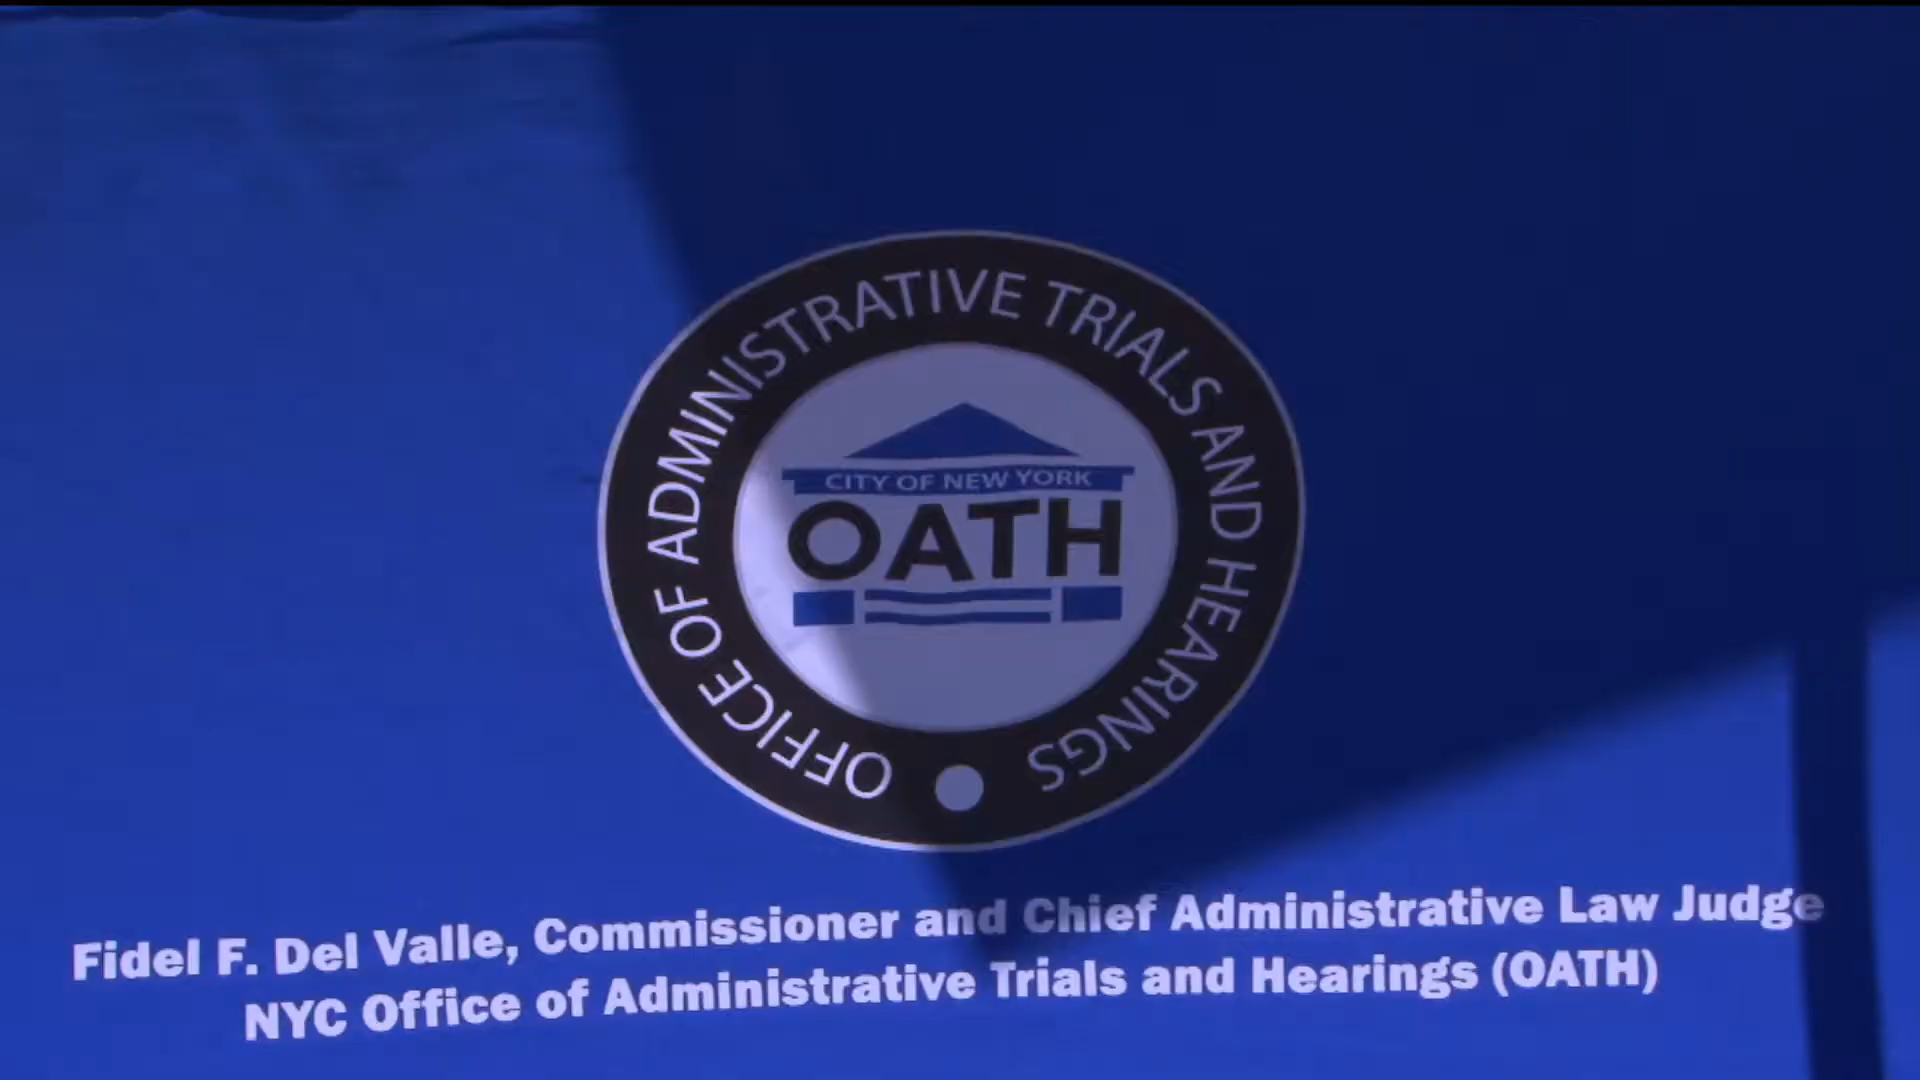 OFFICE OF ADMINISTRATIVE TRIALS AND HEARINGS
CITY OF NEW YORK
OATH
Fidel F. Del Valle, Commissioner and Chief Administrative Law Judge
NYC Office of Administrative Trials and Hearings (OATH)